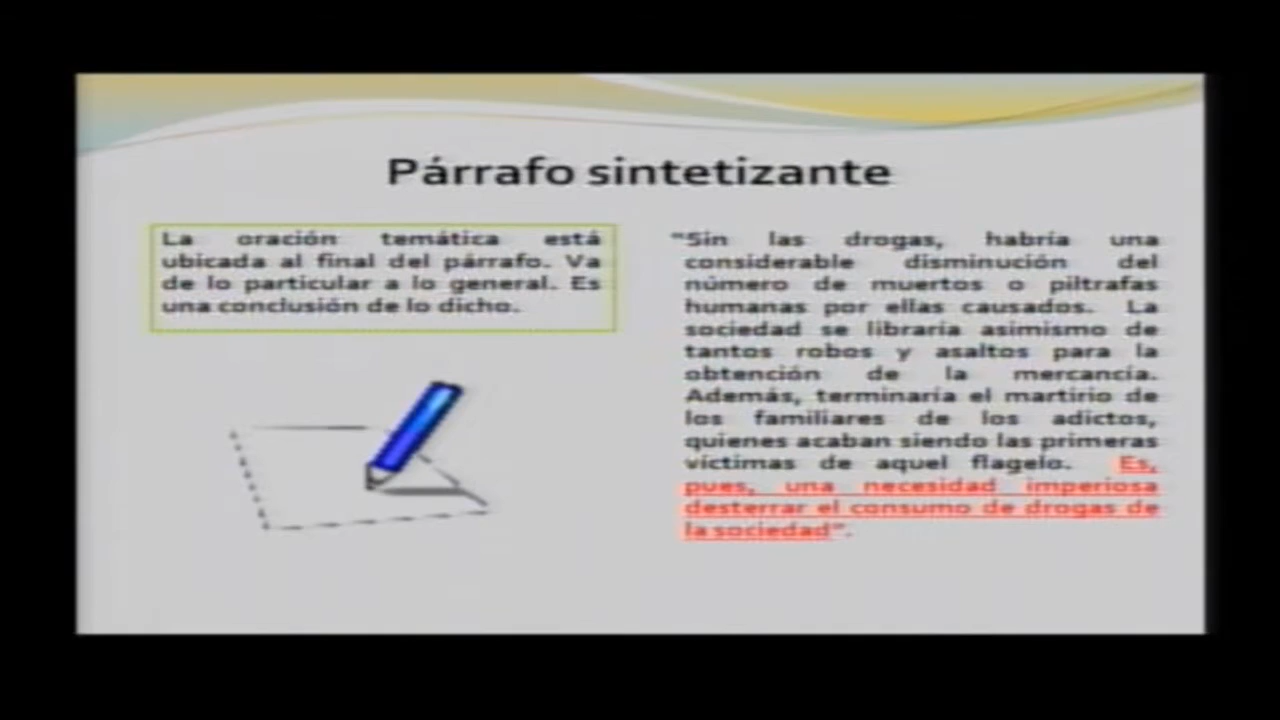 Párrafo sintetizante
La oración temática está
ubicada al final del párrafo. Va
de lo particular a lo general. Es
una conclusión de lo dicho.
"Sin las drogas, habría una
considerable disminución del
número de muertos o piltrafas
humanas por ellas causados. La
sociedad se libraría asimismo de
tantos robos y asaltos para la
obtención de la mercancía.
Además, terminaría el martirio de
los familiares de los adictos,
quienes acaban siendo las primeras
víctimas de aquel flagelo. Es,
pues, una necesidad imperiosa
desterrar el consumo de drogas de
la sociedad".